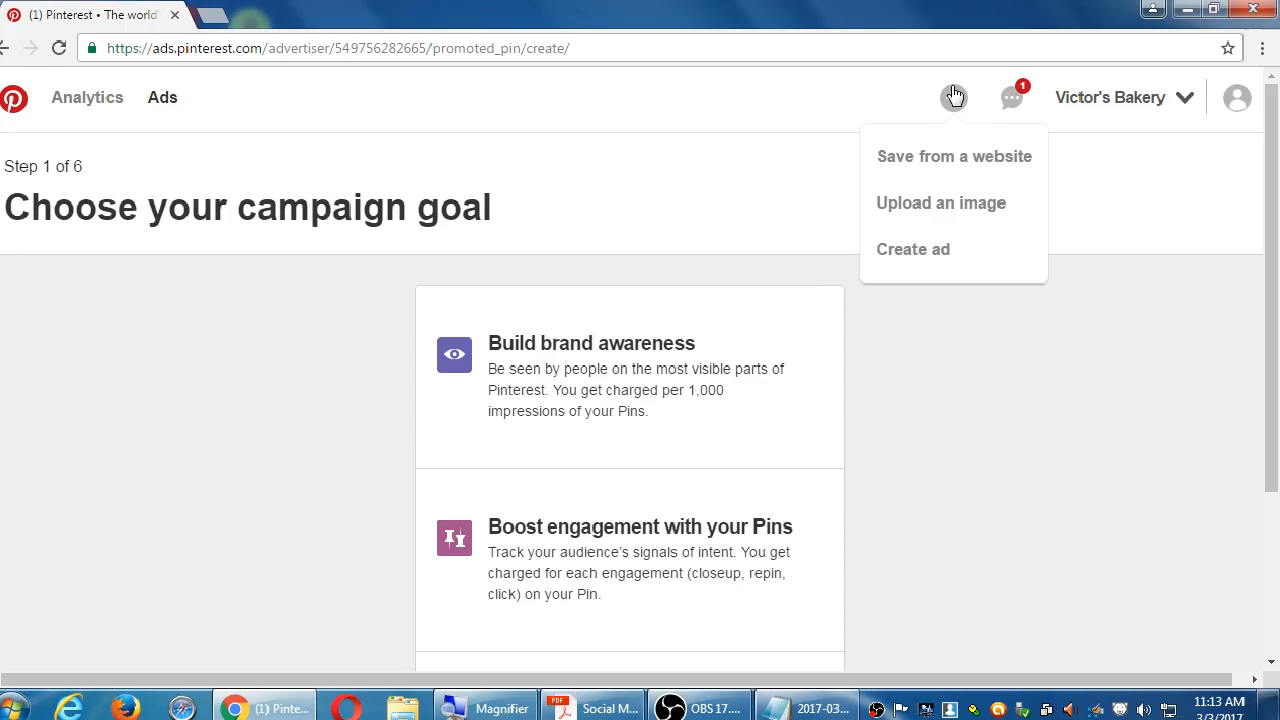 (1) Pinterest • The world'
https://ads.pinterest.com/advertiser/549756282665/promoted_pin/create/
Analytics
Ads
1
Victor's Bakery
Save from a website
Upload an image
Create ad
Step 1 of 6
Choose your campaign goal
Build brand awareness
Be seen by people on the most visible parts of
Pinterest. You get charged per 1,000
impressions of your Pins.
Boost engagement with your Pins
Track your audience's signals of intent. You get
charged for each engagement (closeup, repin,
click) on your Pin.
(1) Pinte...
Magnifier
PDF
Social M...
OBS 17....
2017-03...
11:13 AM
3/3/2017